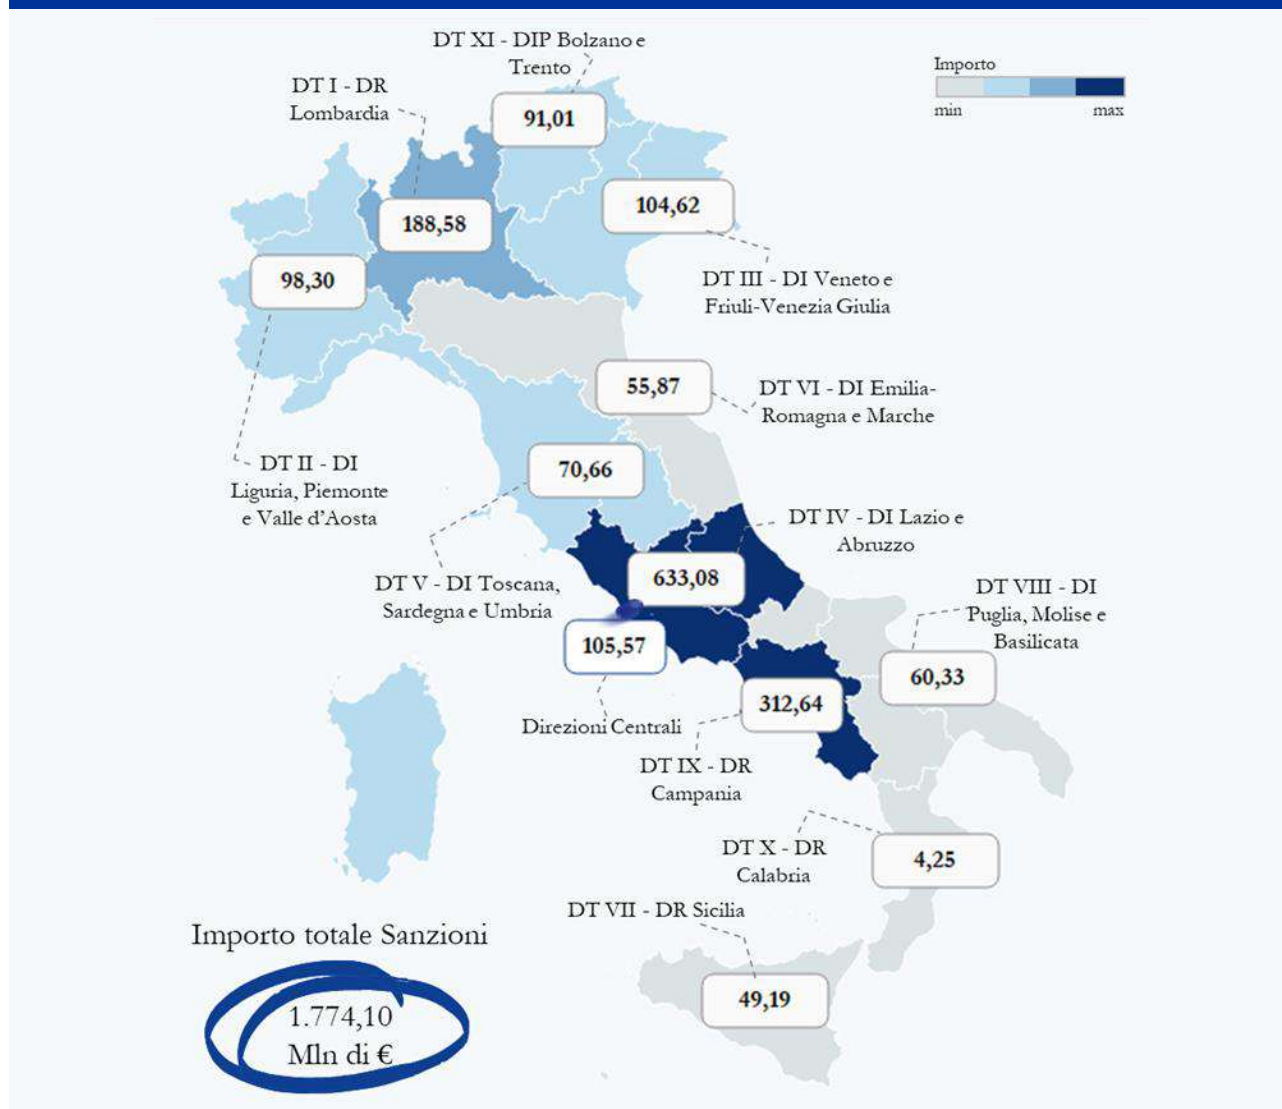 DT XI - DIP Bolzano e
Trento
Importo
min
max
DT I - DR
Lombardia
91,01
104,62
188,58
98,30
DT III - DI Veneto e
Friuli-Venezia Giulia
55,87
DT VI - DI Emilia-
Romagna e Marche
70,66
DT II - DI
Liguria, Piemonte
e Valle d'Aosta
DT IV - DI Lazio e
Abruzzo
633,08
DT V - DI Toscana,
Sardegna e Umbria
DT VIII - DI
Puglia, Molise e
Basilicata
105,57
60,33
312,64
Direzioni Centrali
DT IX - DR
Campania
DT X - DR
Calabria
4,25
DT VII - DR Sicilia
49,19
Importo totale Sanzioni
1.774,10
Mln di €